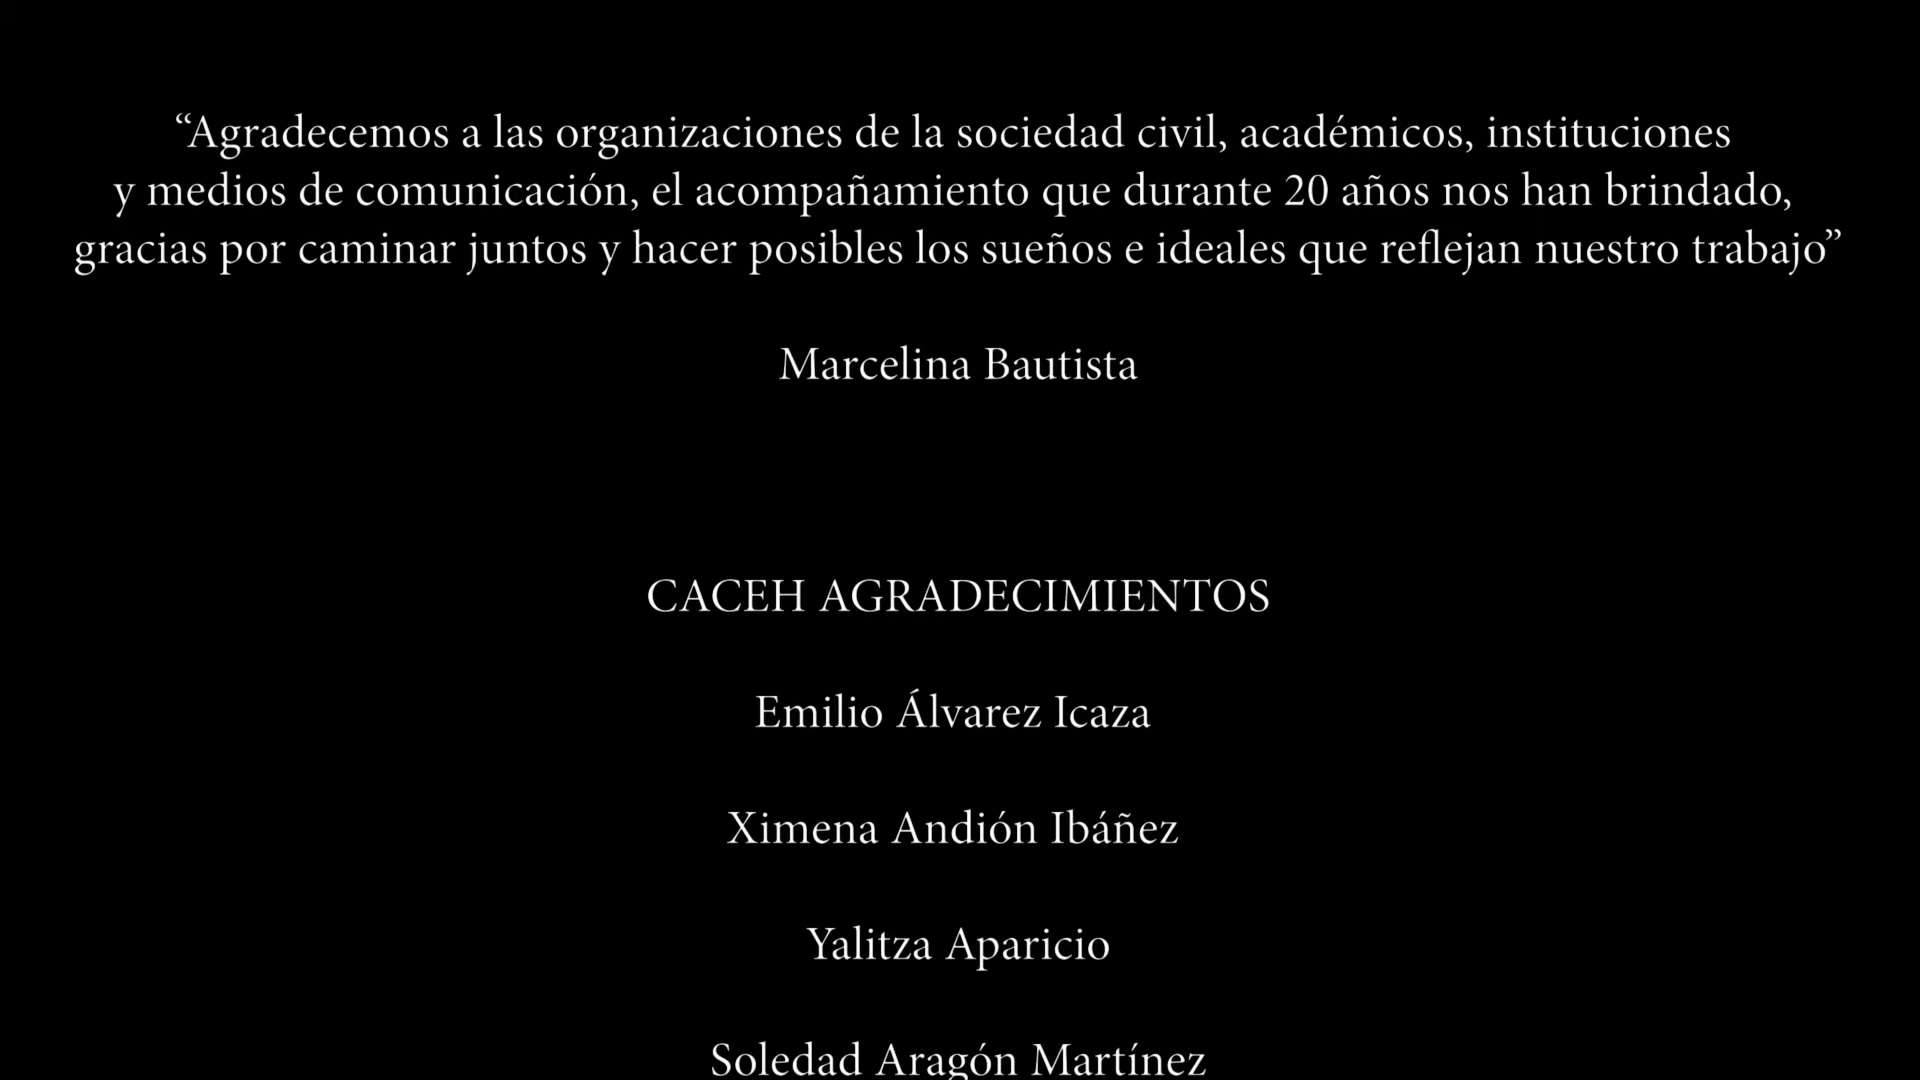 “Agradecemos a las organizaciones de la sociedad civil, académicos, instituciones
y medios de comunicación, el acompañamiento que durante 20 años nos han brindado,
gracias por caminar juntos y hacer posibles los sueños e ideales que reflejan nuestro trabajo”
Marcelina Bautista
CACEH AGRADECIMIENTOS
Emilio Álvarez Icaza
Ximena Andión Ibáñez
Yalitza Aparicio
Soledad Aragón Martínez